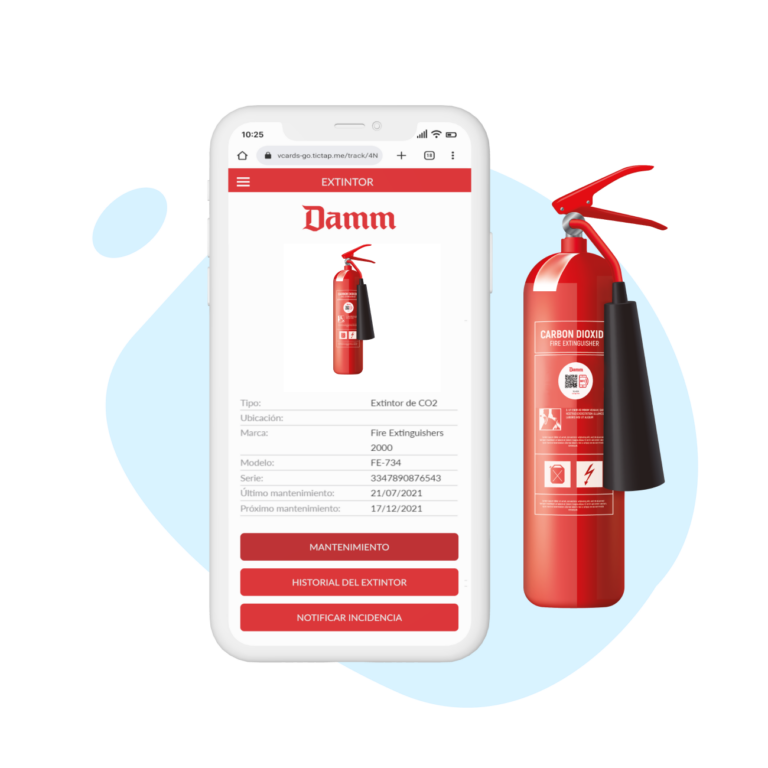 10:25
vcards-go.tictap.me/track/4N
18
EXTINTOR
Damm
Tipo: Extintor de CO2
Ubicación:
Marca: Fire Extinguishers
2000
Modelo: FE-734
Serie: 3347890876543
Último mantenimiento: 21/07/2021
Próximo mantenimiento: 17/12/2021
MANTENIMIENTO
HISTORIAL DEL EXTINTOR
NOTIFICAR INCIDENCIA
CARBON DIOXID
FIRE EXTINGUISHER
Damm